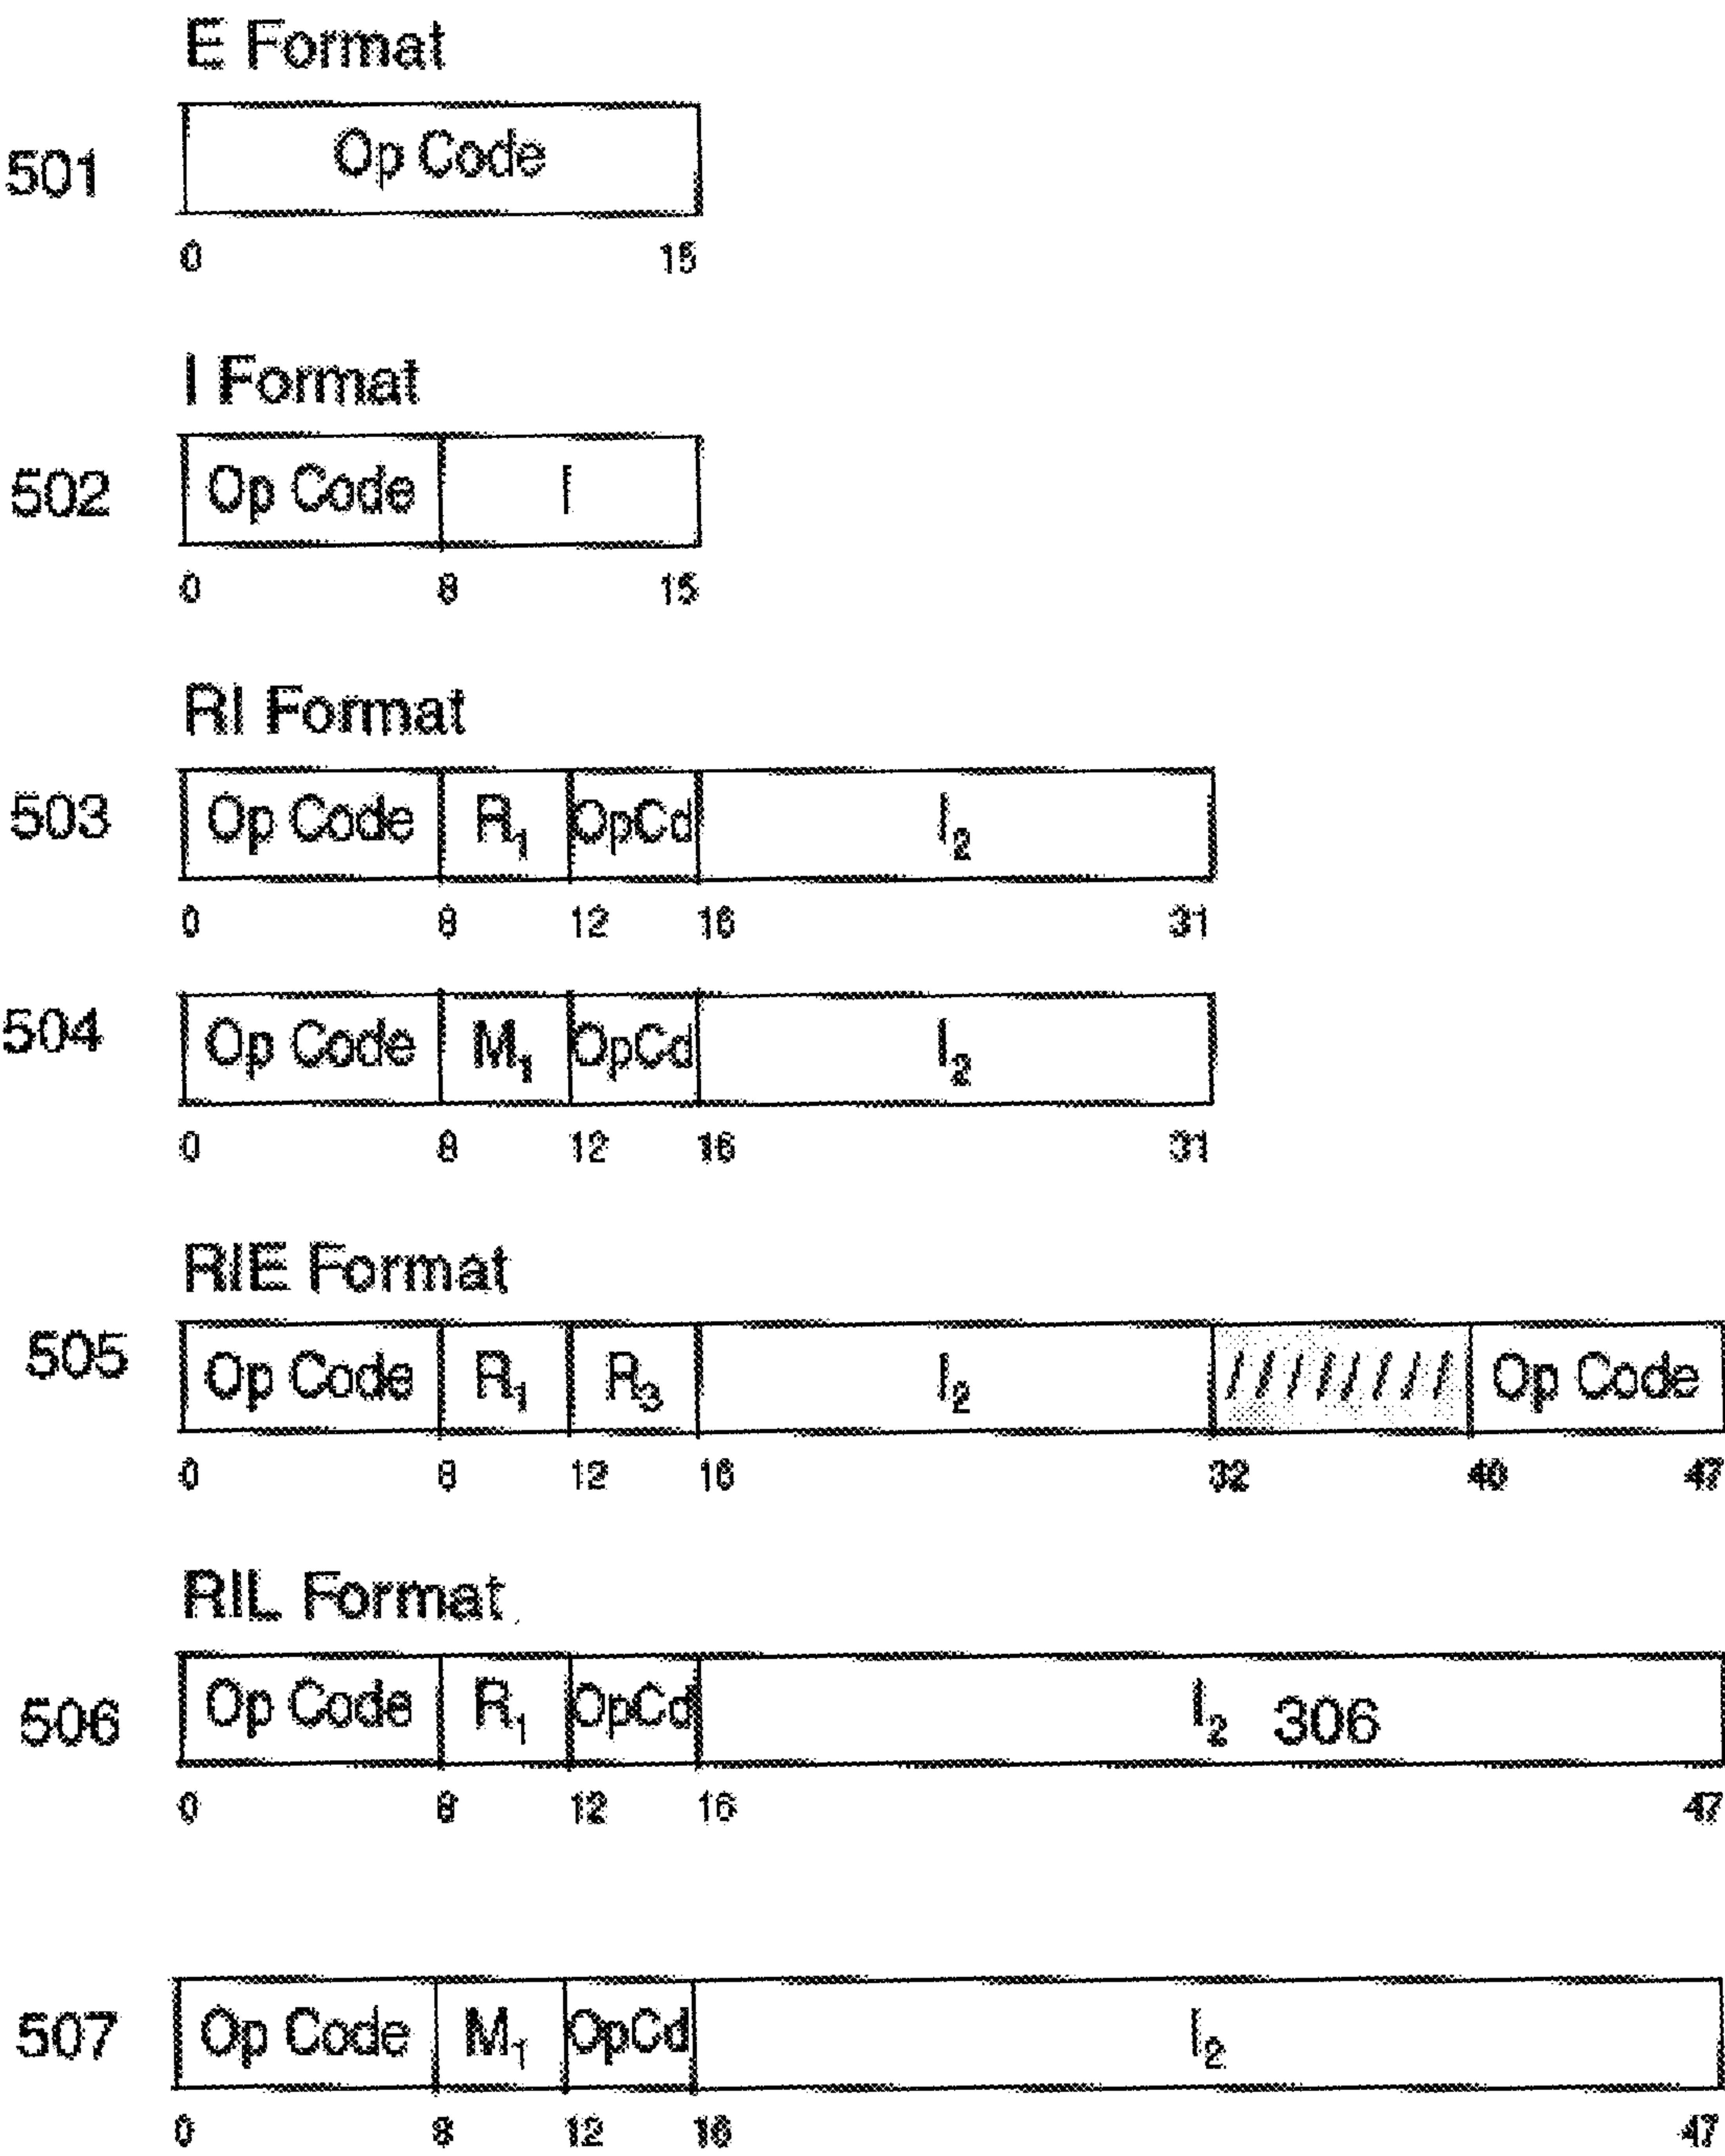 E Format
501 Op Code
0 15
I Format
502 Op Code I
0 8 15
RI Format
503 Op Code R₁ OpCd I₂
0 8 12 16 31
504 Op Code M₁ OpCd I₂
0 8 12 16 31
RIE Format
505 Op Code R₁ R₃ I₂ //////// Op Code
0 8 12 16 32 40 47
RIL Format
506 Op Code R₁ OpCd I₂ 306
0 8 12 16 47
507 Op Code M₁ OpCd I₂
0 8 12 16 47